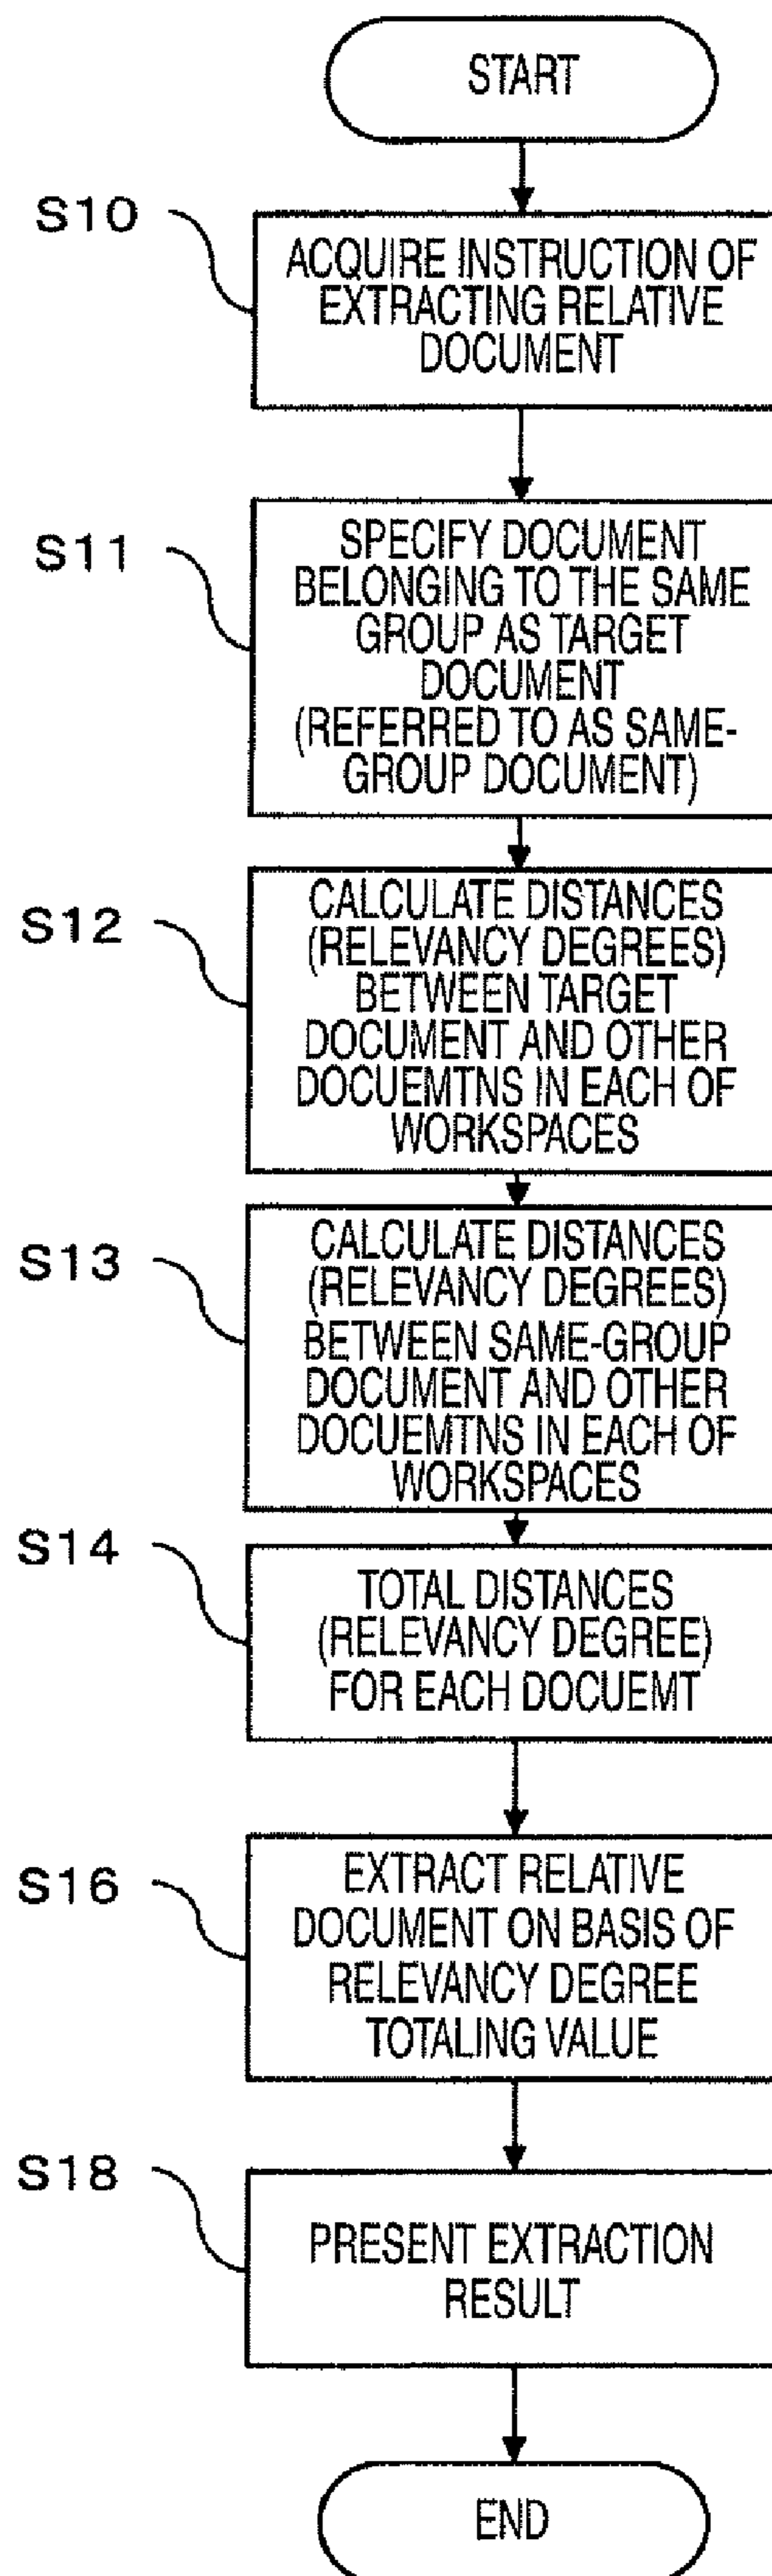 START
S10
ACQUIRE INSTRUCTION OF
EXTRACTING RELATIVE
DOCUMENT
S11
SPECIFY DOCUMENT
BELONGING TO THE SAME
GROUP AS TARGET
DOCUMENT
(REFERRED TO AS SAME-
GROUP DOCUMENT)
S12
CALCULATE DISTANCES
(RELEVANCY DEGREES)
BETWEEN TARGET
DOCUMENT AND OTHER
DOCUEMTNS IN EACH OF
WORKSPACES
S13
CALCULATE DISTANCES
(RELEVANCY DEGREES)
BETWEEN SAME-GROUP
DOCUMENT AND OTHER
DOCUEMTNS IN EACH OF
WORKSPACES
S14
TOTAL DISTANCES
(RELEVANCY DEGREE)
FOR EACH DOCUEMT
S16
EXTRACT RELATIVE
DOCUMENT ON BASIS OF
RELEVANCY DEGREE
TOTALING VALUE
S18
PRESENT EXTRACTION
RESULT
END